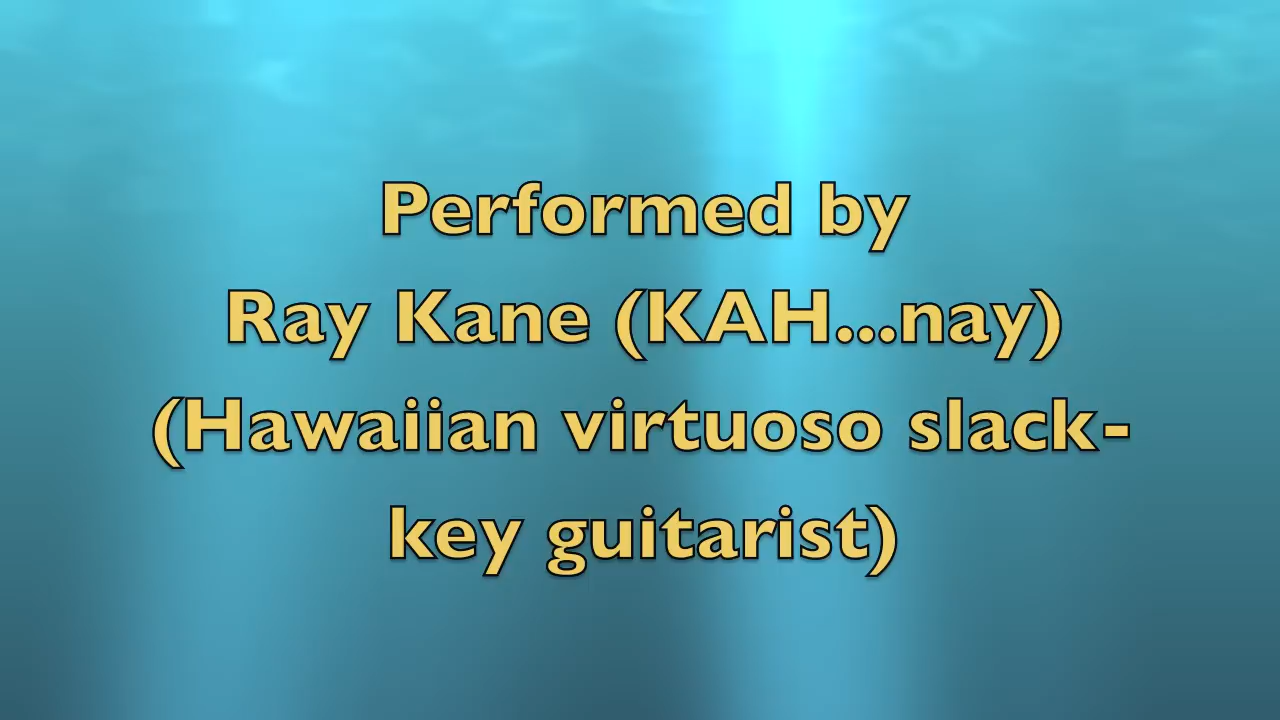 Performed by
Ray Kane (KAH...nay)
(Hawaiian virtuoso slack-
key guitarist)